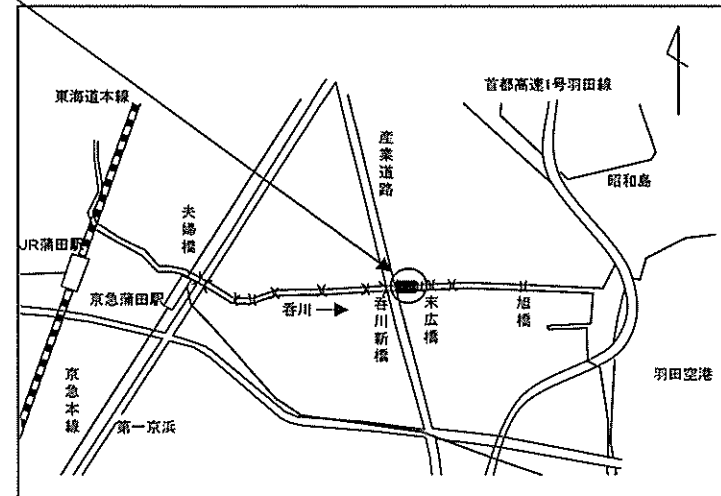 東海道本線
首都高速1号羽田線
産業道路
昭和島
夫婦橋
JR蒲田駅
京急蒲田駅
呑川
呑川新橋
末広橋
旭橋
羽田空港
京急本線
第一京浜